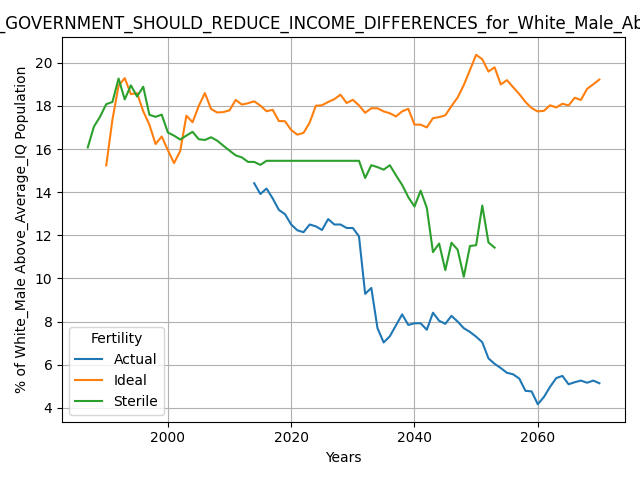 _GOVERNMENT_SHOULD_REDUCE_INCOME_DIFFERENCES_for_White_Male_Ab
% of White_Male Above_Average_IQ Population
20
18
16
14
12
10
8
6
4
Fertility
Actual
Ideal
Sterile
2000 2020 2040 2060
Years